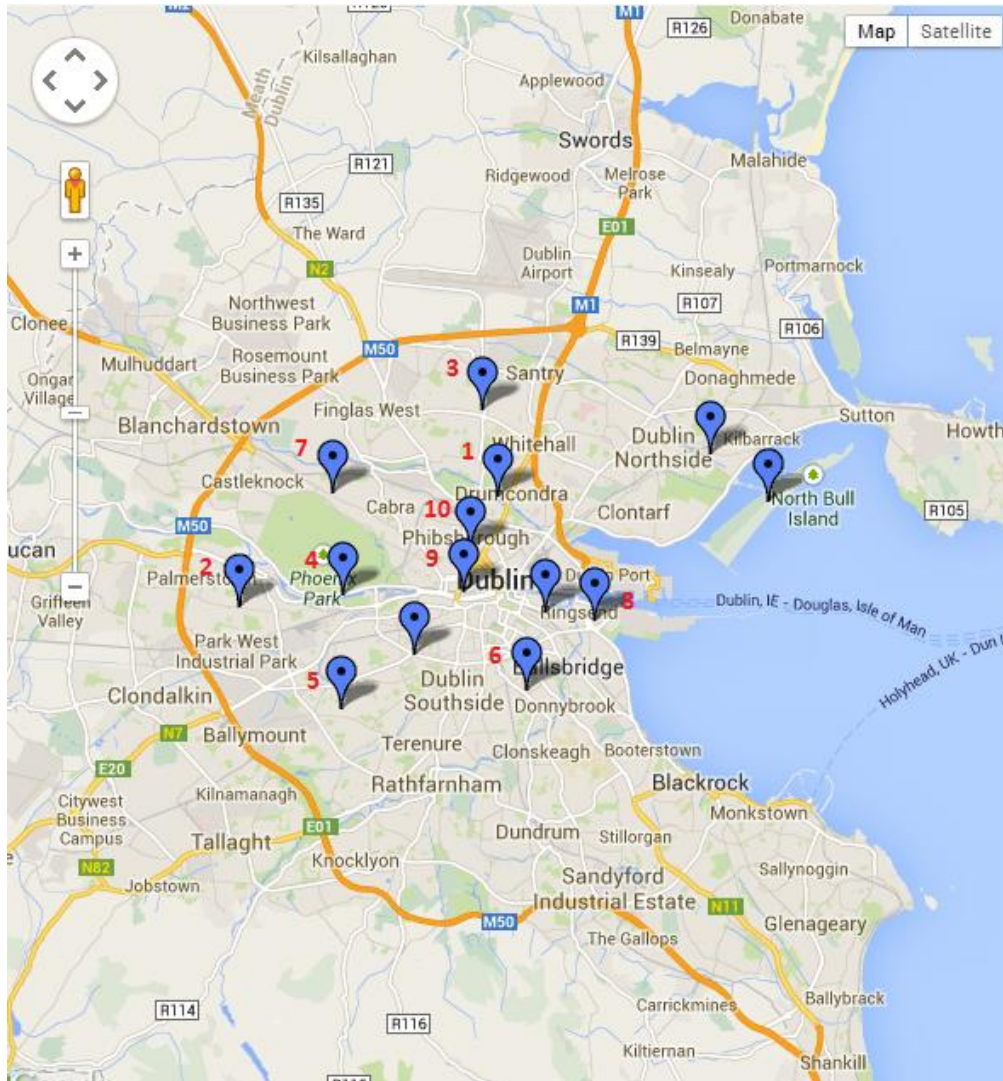 M2
M1
R126
Donabate
Map
Satellite
Kilsallaghan
Meath
Dublin
Applewood
Swords
R121
Ridgewood
Melrose
Park
Malahide
R135
The Ward
E01
N2
Dublin
Airport
Kinsealy
Portmarnock
Northwest
Business Park
M1
R107
Clonee
R106
Mulhuddart
Rosemount
Business Park
M50
R139
Belmayne
Ongar
Village
3
Santry
Donaghmede
Finglas West
Sutton
Blanchardstown
Howth
7
1
Whitehall
Dublin
Northside
Kilbarrack
Castleknock
Drumcondra
North Bull
Island
Cabra
10
Clontarf
R105
M50
Phibsborough
ucan
2
Palmerstown
4
Phoenix
Park
9
Dublin
Dublin Port
Griffeen
Valley
Ringsend
8
Dublin, IE - Douglas, Isle of Man
Park West
Industrial Park
6
Ballsbridge
Holyhead, UK - Dun
5
Clondalkin
Dublin
Southside
Donnybrook
N7
Ballymount
Terenure
Clonskeagh
Booterstown
E20
Rathfarnham
Blackrock
Citywest
Business
Campus
Kilnamanagh
Monkstown
E01
Tallaght
Dundrum
Stillorgan
N82
Knocklyon
Sallynoggin
Jobstown
Sandyford
Industrial Estate
N11
M50
Glenageary
The Gallops
R114
R116
Carrickmines
Ballybrack
Kiltiernan
Shankill